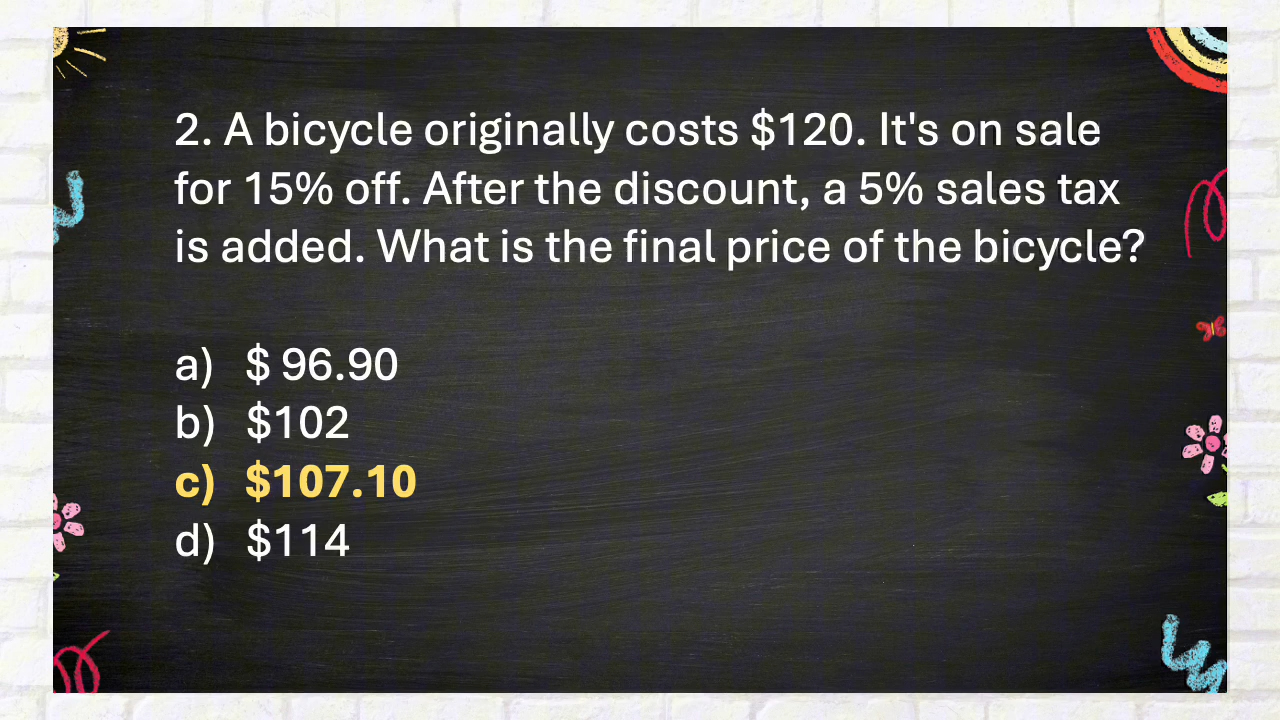 2. A bicycle originally costs $120. It's on sale
for 15% off. After the discount, a 5% sales tax
is added. What is the final price of the bicycle?
a) $ 96.90
b) $102
c) $107.10
d) $114